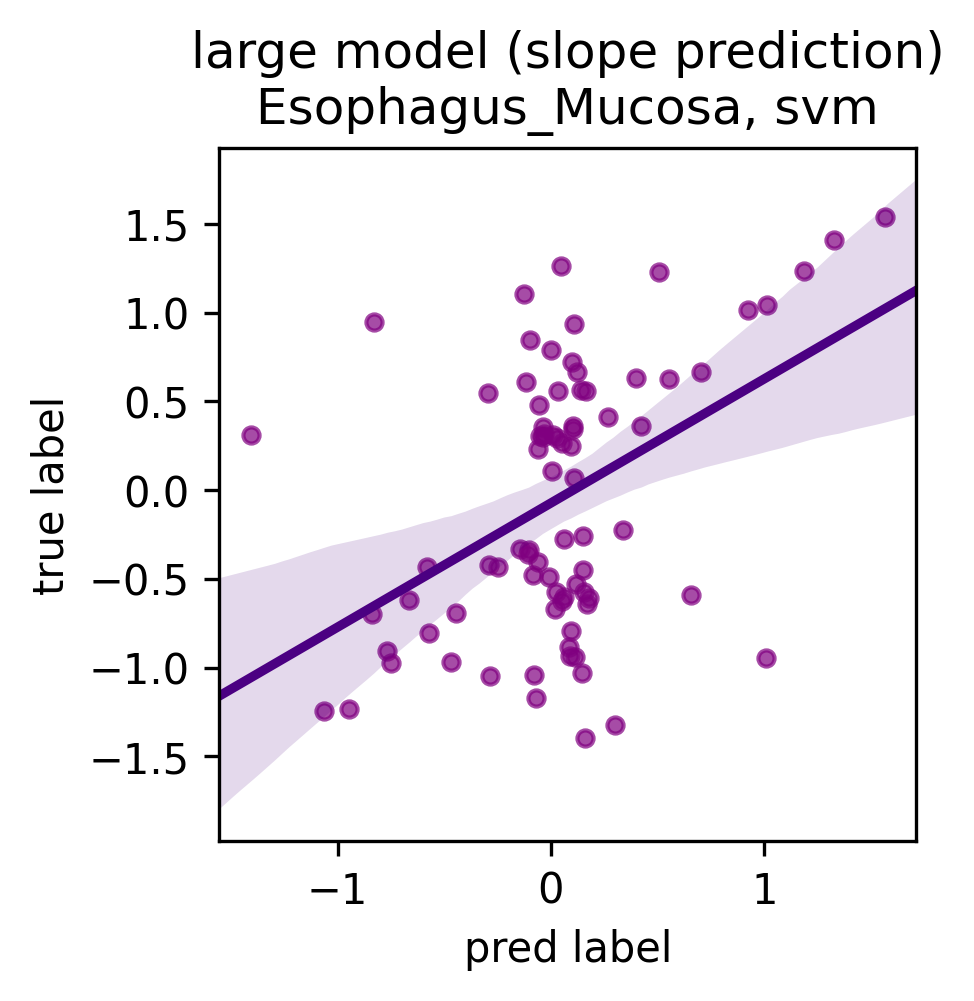 large model (slope prediction)
Esophagus_Mucosa, svm
1.5
1.0
0.5
0.0
−0.5
−1.0
−1.5
true label
−1
0
1
pred label